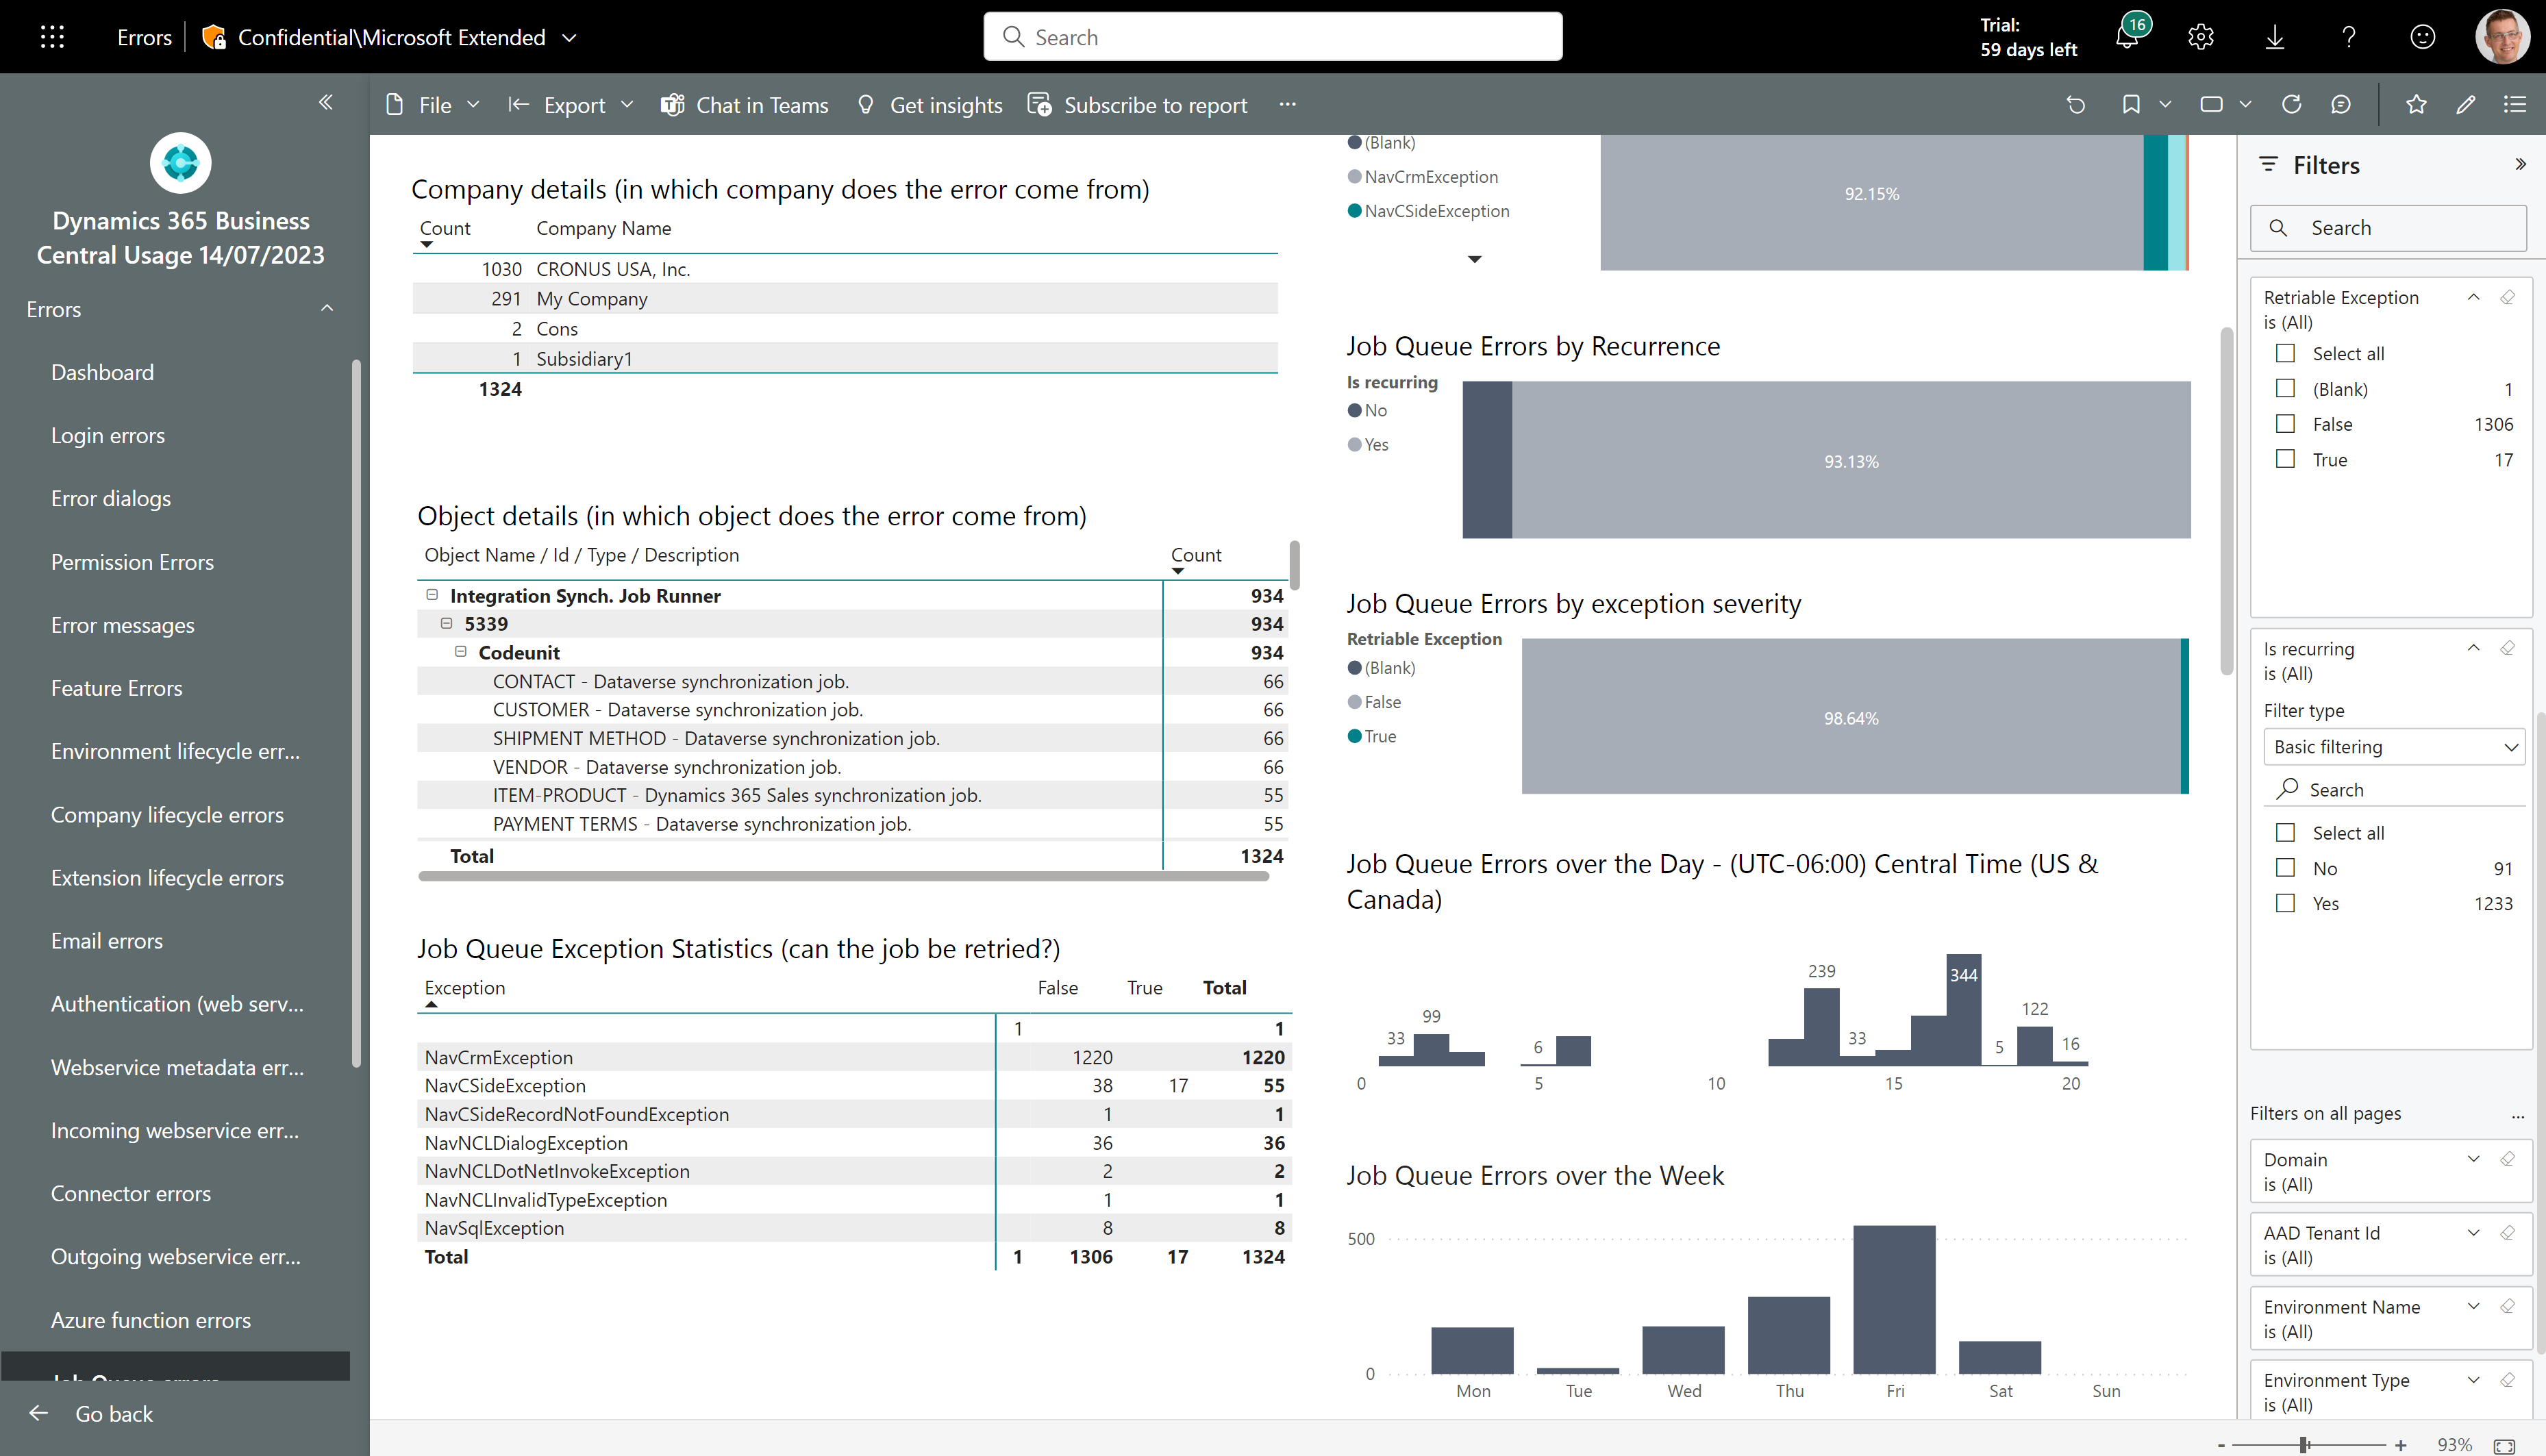 Errors
Confidential\Microsoft Extended
Search
Trial:
59 days left
16
File
Export
Chat in Teams
Get insights
Subscribe to report
Dynamics 365 Business
Central Usage 14/07/2023
Errors
Dashboard
Login errors
Error dialogs
Permission Errors
Error messages
Feature Errors
Environment lifecycle err...
Company lifecycle errors
Extension lifecycle errors
Email errors
Authentication (web serv...
Webservice metadata err...
Incoming webservice err...
Connector errors
Outgoing webservice err...
Azure function errors
Job Queue errors
Go back
Company details (in which company does the error come from)
Count Company Name
1030 CRONUS USA, Inc.
291 My Company
2 Cons
1 Subsidiary1
1324
Object details (in which object does the error come from)
Object Name / Id / Type / Description Count
Integration Synch. Job Runner 934
5339 934
Codeunit 934
CONTACT - Dataverse synchronization job. 66
CUSTOMER - Dataverse synchronization job. 66
SHIPMENT METHOD - Dataverse synchronization job. 66
VENDOR - Dataverse synchronization job. 66
ITEM-PRODUCT - Dynamics 365 Sales synchronization job. 55
PAYMENT TERMS - Dataverse synchronization job. 55
Total 1324
Job Queue Exception Statistics (can the job be retried?)
Exception False True Total
1 1
NavCrmException 1220 1220
NavCSideException 38 17 55
NavCSideRecordNotFoundException 1 1
NavNCLDialogException 36 36
NavNCLDotNetInvokeException 2 2
NavNCLInvalidTypeException 1 1
NavSqlException 8 8
Total 1 1306 17 1324
(Blank)
NavCrmException
NavCSideException
92.15%
Job Queue Errors by Recurrence
Is recurring
No
Yes
93.13%
Job Queue Errors by exception severity
Retriable Exception
(Blank)
False
True
98.64%
Job Queue Errors over the Day - (UTC-06:00) Central Time (US &
Canada)
33 99 6 239 33 344 5 122 16
0 5 10 15 20
Job Queue Errors over the Week
500
0
Mon Tue Wed Thu Fri Sat Sun
Filters
Search
Retriable Exception
is (All)
Select all
(Blank) 1
False 1306
True 17
Is recurring
is (All)
Filter type
Basic filtering
Search
Select all
No 91
Yes 1233
Filters on all pages ...
Domain
is (All)
AAD Tenant Id
is (All)
Environment Name
is (All)
Environment Type
is (All)
- + 93%